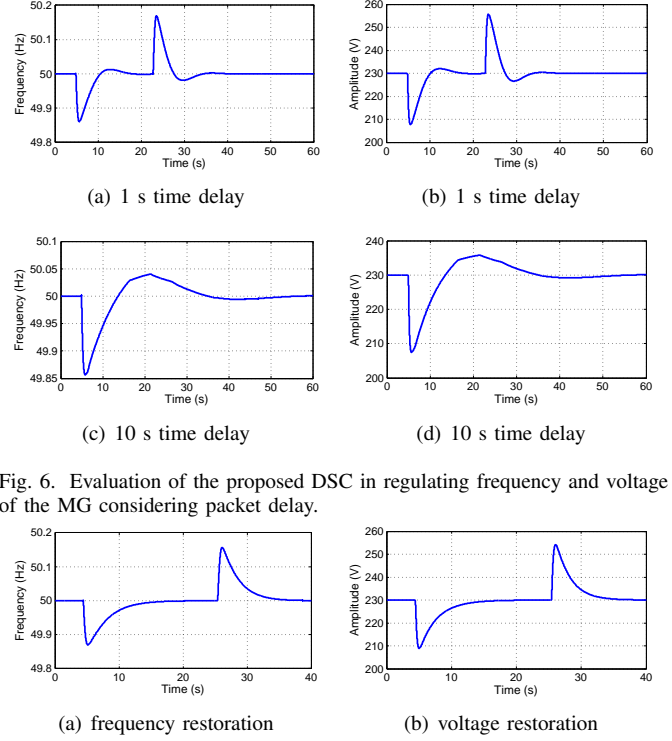 50.2
50.1
50
49.9
49.8
0 10 20 30 40 50 60
Frequency (Hz)
Time (s)
260
250
240
230
220
210
200
0 10 20 30 40 50 60
Amplitude (V)
Time (s)
(a) 1 s time delay
(b) 1 s time delay
50.1
50.05
50
49.95
49.9
49.85
0 10 20 30 40 50 60
Frequency (Hz)
Time (s)
240
230
220
210
200
0 10 20 30 40 50 60
Amplitude (V)
Time (s)
(c) 10 s time delay
(d) 10 s time delay
Fig. 6. Evaluation of the proposed DSC in regulating frequency and voltage
of the MG considering packet delay.
50.2
50.1
50
49.9
49.8
0 10 20 30 40
Frequency (Hz)
Time (s)
260
250
240
230
220
210
200
0 10 20 30 40
Amplitude (V)
Time (s)
(a) frequency restoration
(b) voltage restoration